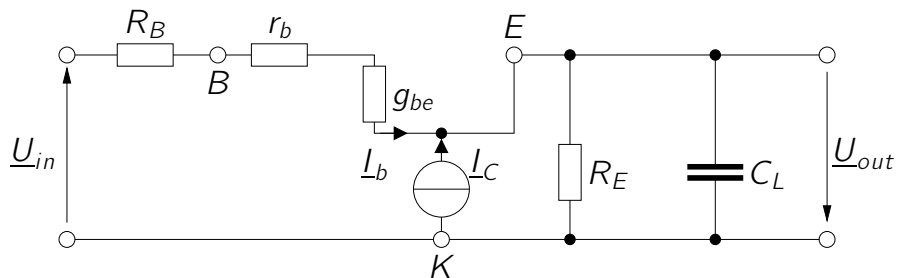 R_B
r_b
E
B
g_be
U_in
I_b
I_C
R_E
C_L
U_out
K